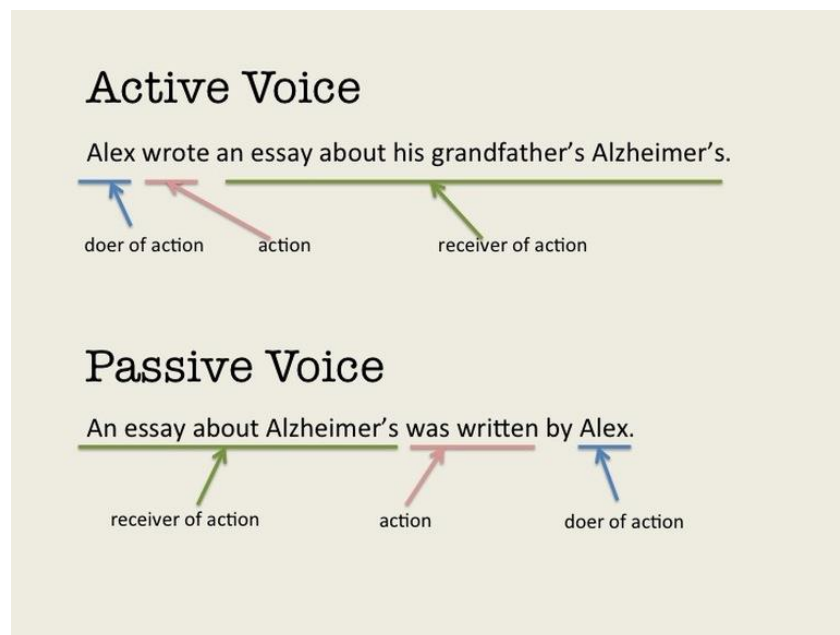 Active Voice
Alex wrote an essay about his grandfather’s Alzheimer’s.
doer of action action receiver of action
Passive Voice
An essay about Alzheimer’s was written by Alex.
receiver of action action doer of action